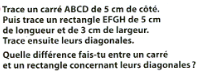 Trace un carré ABCD de 5 cm de côté.
Puis trace un rectangle EFGH de 5 cm
de longueur et de 3 cm de largeur.
Trace ensuite leurs diagonales.
Quelle différence fais-tu entre un carré
et un rectangle concernant leurs diagonales ?